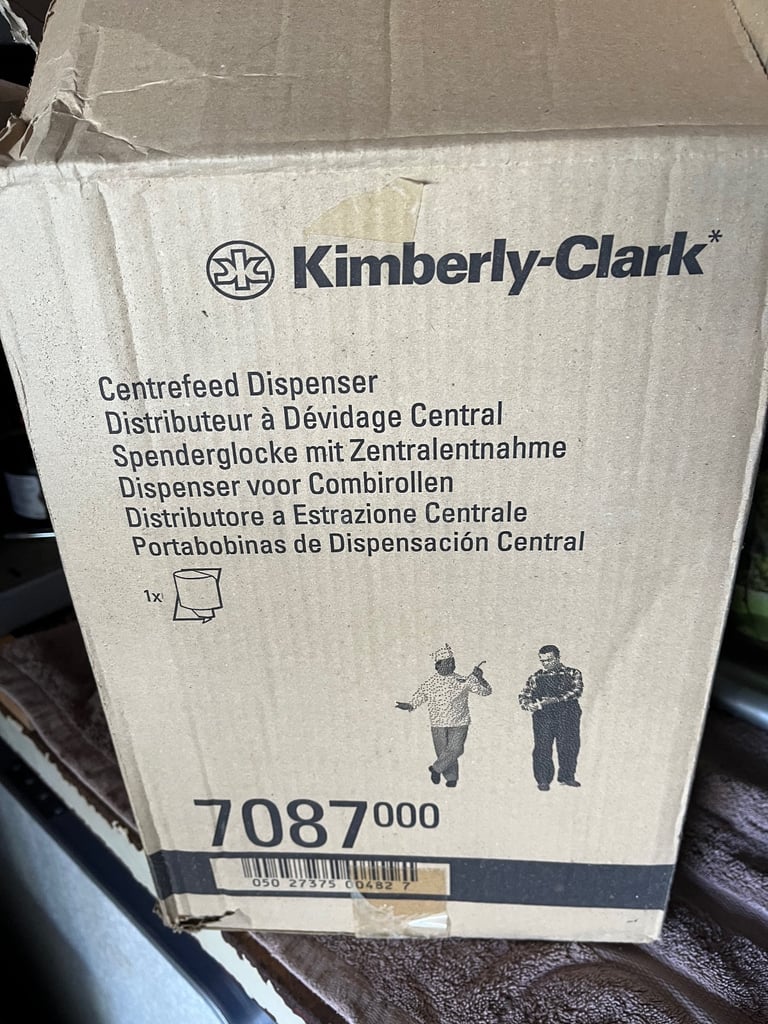 Kimberly-Clark*
Centrefeed Dispenser
Distributeur à Dévidage Central
Spenderglocke mit Zentralentnahme
Dispenser voor Combirollen
Distributore a Estrazione Centrale
Portabobinas de Dispensación Central
1x
7087000
050 27375 00482 7